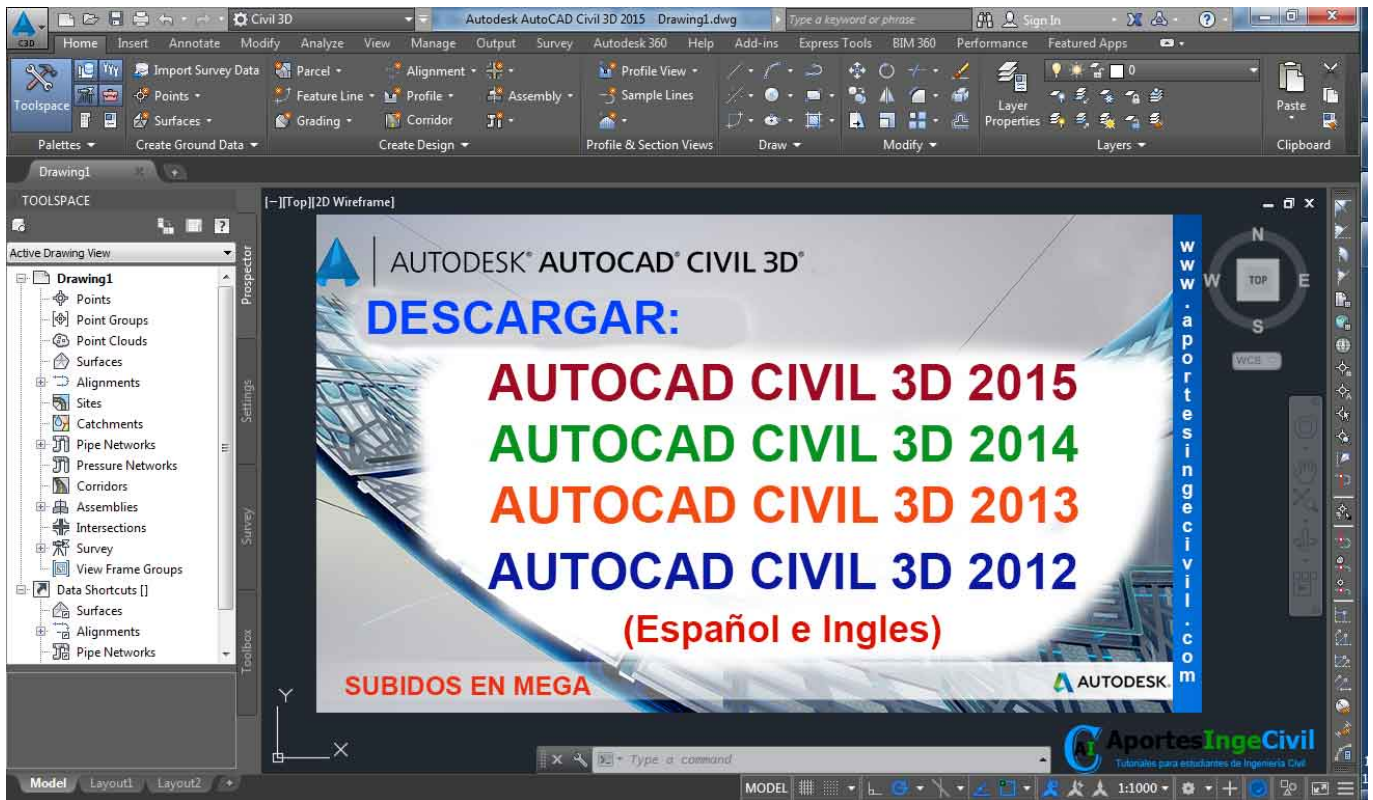 Civil 3D
Autodesk AutoCAD Civil 3D 2015 Drawing1.dwg
Type a keyword or phrase
Sign In
C3D
Home Insert Annotate Modify Analyze View Manage Output Survey Autodesk 360 Help Add-ins Express Tools BIM 360 Performance Featured Apps
Import Survey Data Parcel Alignment Profile View 0
Toolspace Points Feature Line Profile Assembly Sample Lines Layer Properties Paste
Surfaces Grading Corridor
Palettes Create Ground Data Create Design Profile & Section Views Draw Modify Layers Clipboard
Drawing1
TOOLSPACE
Active Drawing View
Drawing1
Points
Point Groups
Point Clouds
Surfaces
Alignments
Sites
Catchments
Pipe Networks
Pressure Networks
Corridors
Assemblies
Intersections
Survey
View Frame Groups
Data Shortcuts []
Surfaces
Alignments
Pipe Networks
Prospector
Settings
Survey
Toolbox
[−][Top][2D Wireframe]
AUTODESK® AUTOCAD® CIVIL 3D®
DESCARGAR:
AUTOCAD CIVIL 3D 2015
AUTOCAD CIVIL 3D 2014
AUTOCAD CIVIL 3D 2013
AUTOCAD CIVIL 3D 2012
(Español e Ingles)
SUBIDOS EN MEGA
AUTODESK.
www.aportesingecivil.com
N
W TOP E
S
WCS
Y
X
Type a command
AI AportesIngeCivil
Tutoriales para estudiantes de Ingeniería Civil
Model Layout1 Layout2 +
MODEL 1:1000